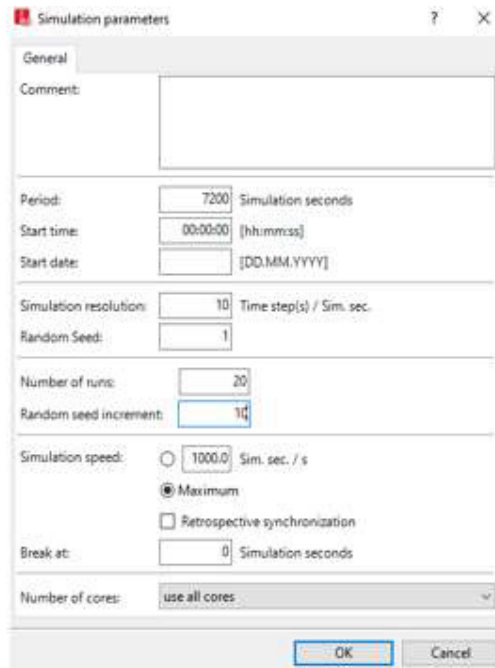 Simulation parameters ? ×
General
Comment:
Period: 7200 Simulation seconds
Start time: 00:00:00 [hh:mm:ss]
Start date: [DD.MM.YYYY]
Simulation resolution: 10 Time step(s) / Sim. sec.
Random Seed: 1
Number of runs: 20
Random seed increment: 10
Simulation speed: 1000.0 Sim. sec. / s
Maximum
Retrospective synchronization
Break at: 0 Simulation seconds
Number of cores: use all cores
OK Cancel